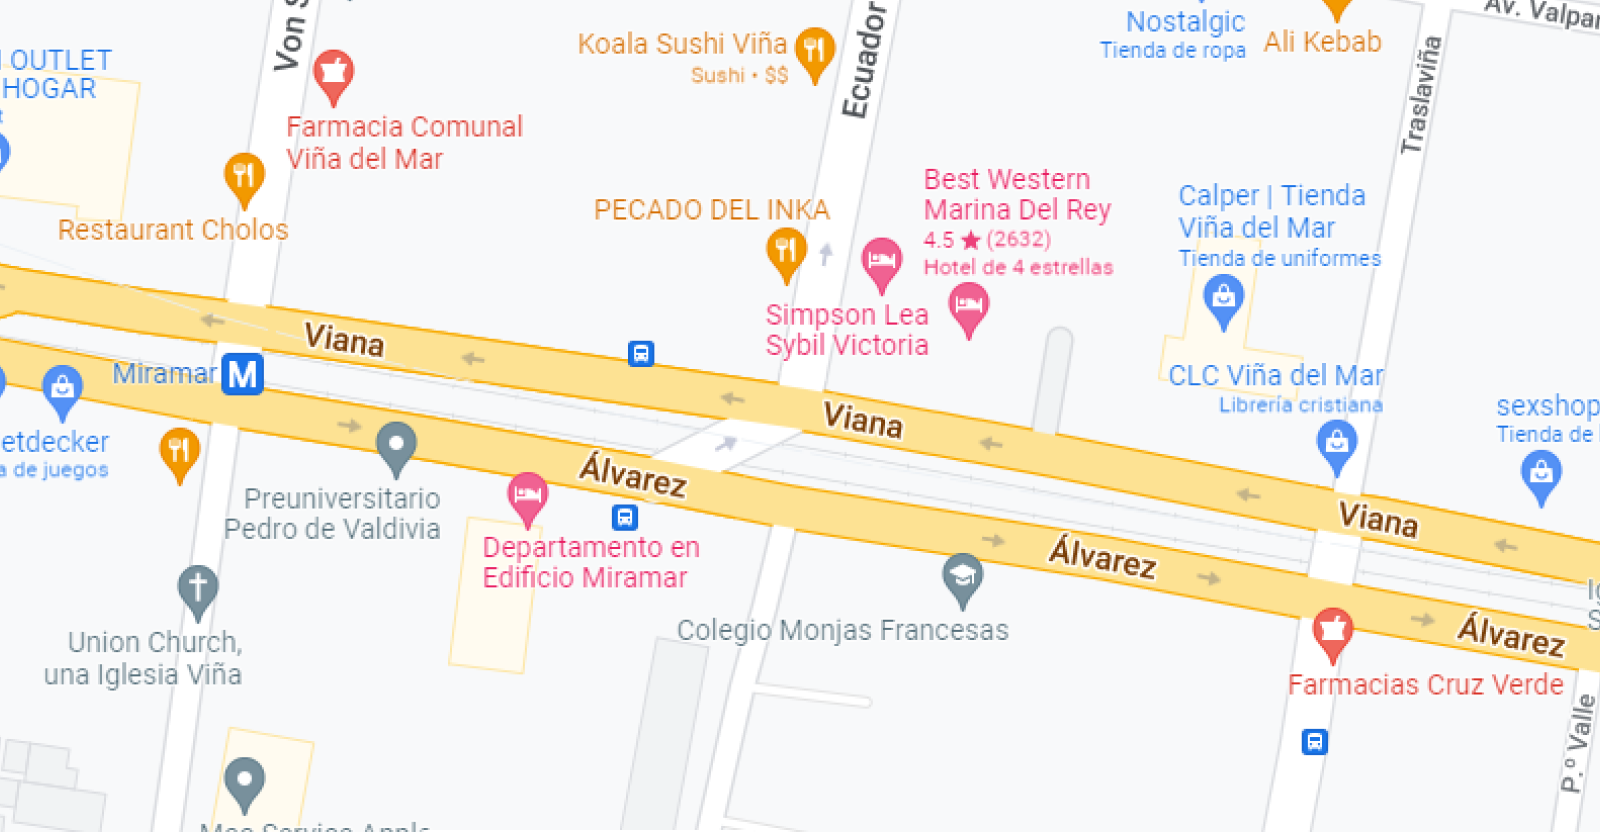 Von S
Ecuador
Nostalgic
Tienda de ropa
Ali Kebab
Av. Valpar
OUTLET
HOGAR
Koala Sushi Viña
Sushi • $$
Traslaviña
Farmacia Comunal
Viña del Mar
Restaurant Cholos
PECADO DEL INKA
Best Western
Marina Del Rey
4.5 ★ (2632)
Hotel de 4 estrellas
Calper | Tienda
Viña del Mar
Tienda de uniformes
Simpson Lea
Sybil Victoria
Viana
Miramar M
CLC Viña del Mar
Librería cristiana
sexshop
Tienda de
Viana
etdecker
a de juegos
Álvarez
Preuniversitario
Pedro de Valdivia
Viana
Departamento en
Edificio Miramar
Álvarez
Colegio Monjas Francesas
Álvarez
Union Church,
una Iglesia Viña
Farmacias Cruz Verde
P.º Valle